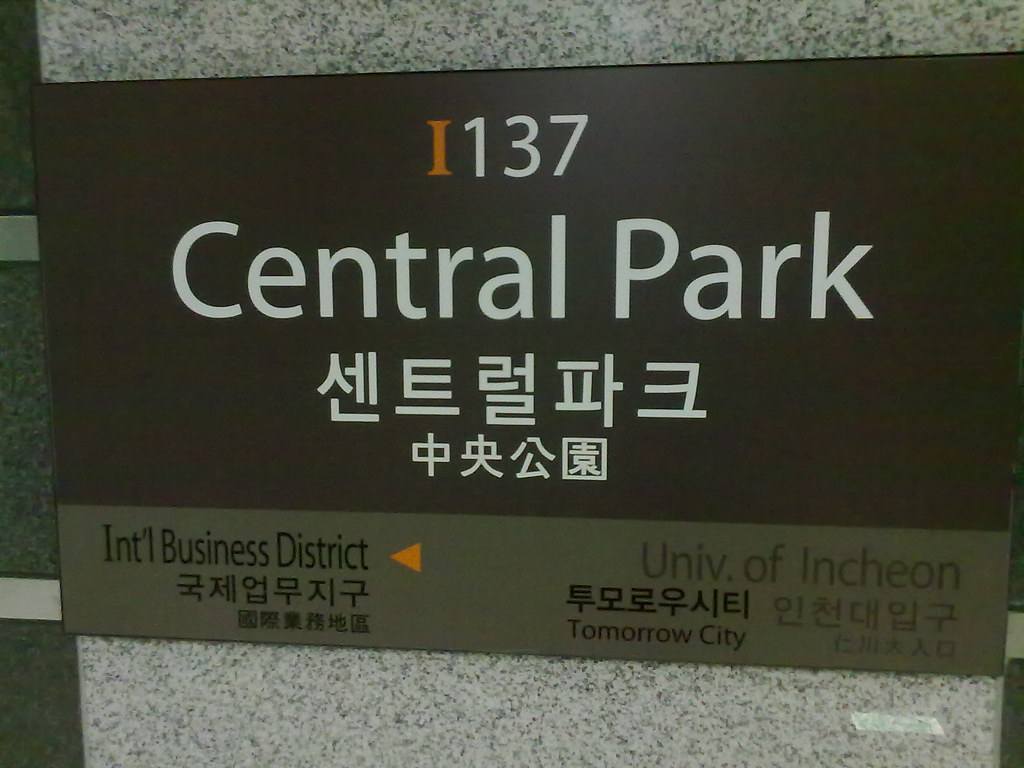 I137
Central Park
센트럴파크
中央公園
Int'l Business District
국제업무지구
國際業務地區
Univ. of Incheon
투모로우시티 인천대입구
Tomorrow City 仁川大入口